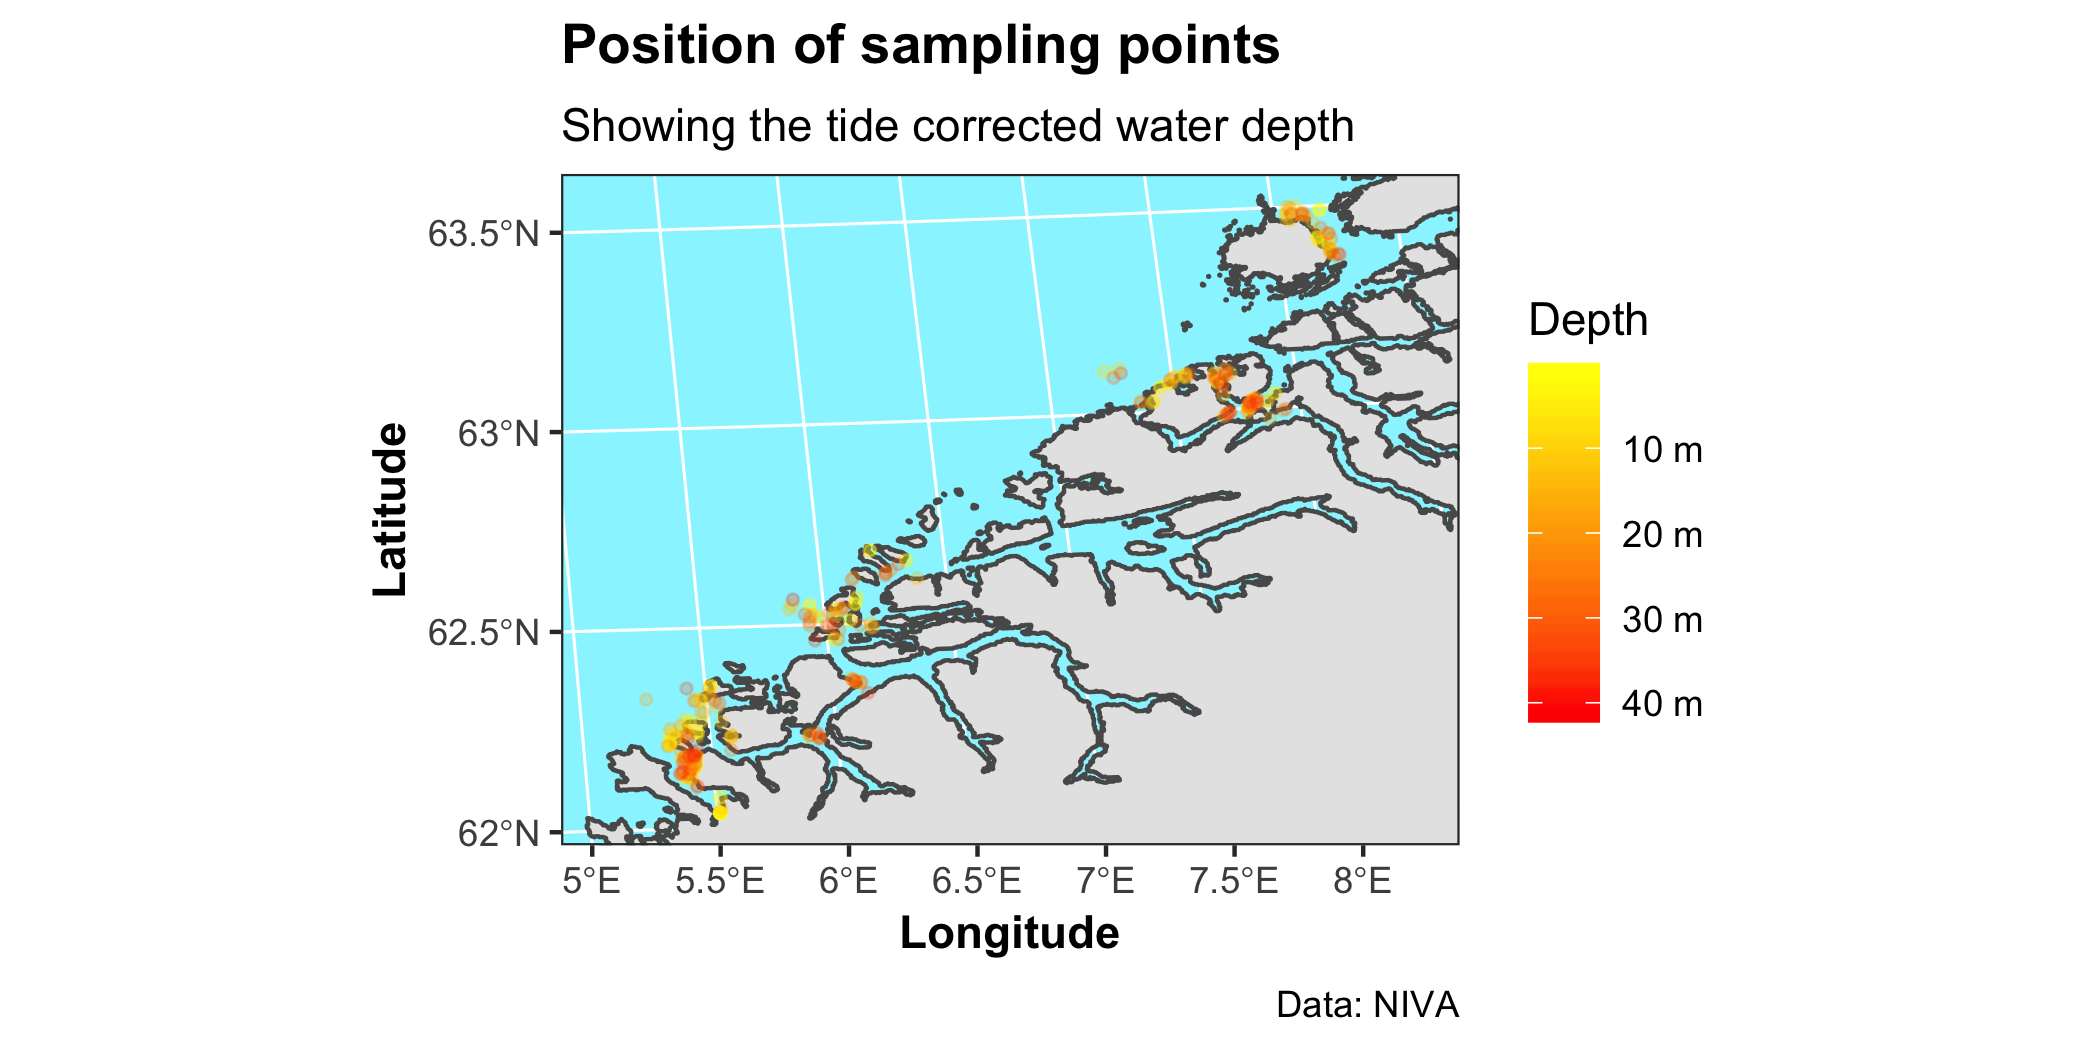 Position of sampling points
Showing the tide corrected water depth
63.5°N
63°N
62.5°N
62°N
Latitude
5°E 5.5°E 6°E 6.5°E 7°E 7.5°E 8°E
Longitude
Depth
10 m
20 m
30 m
40 m
Data: NIVA